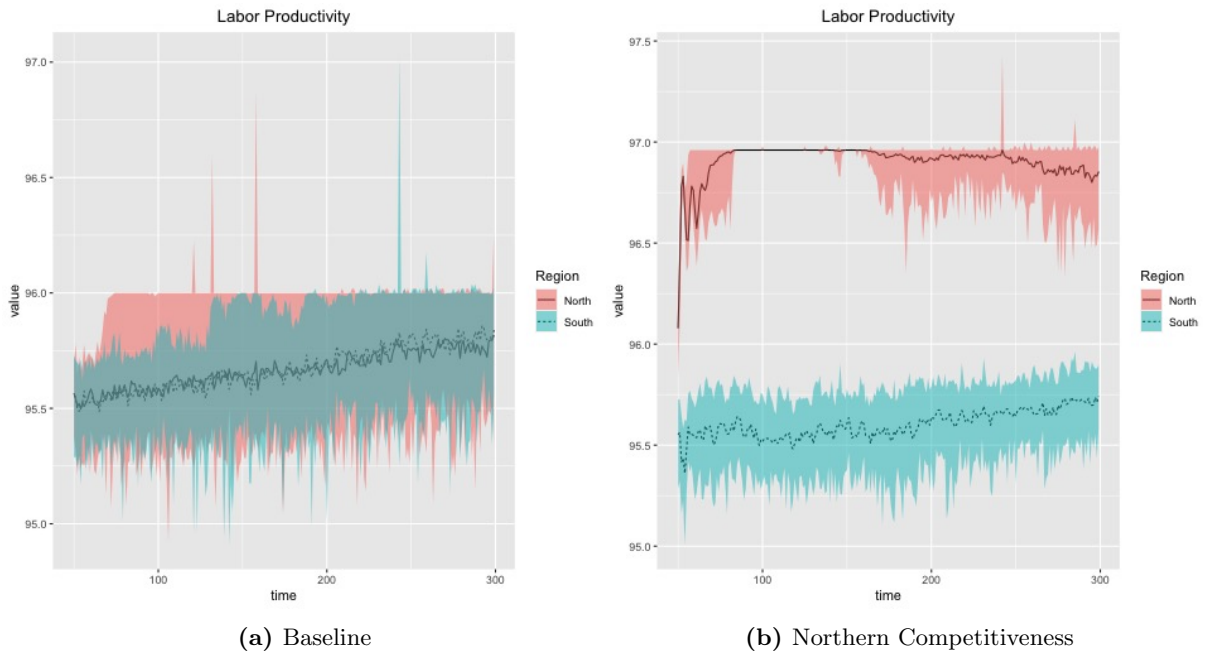 Labor Productivity
97.0
96.5
96.0
95.5
95.0
value
100
200
300
time
Region
North
South
(a) Baseline
Labor Productivity
97.5
97.0
96.5
96.0
95.5
95.0
value
100
200
300
time
Region
North
South
(b) Northern Competitiveness